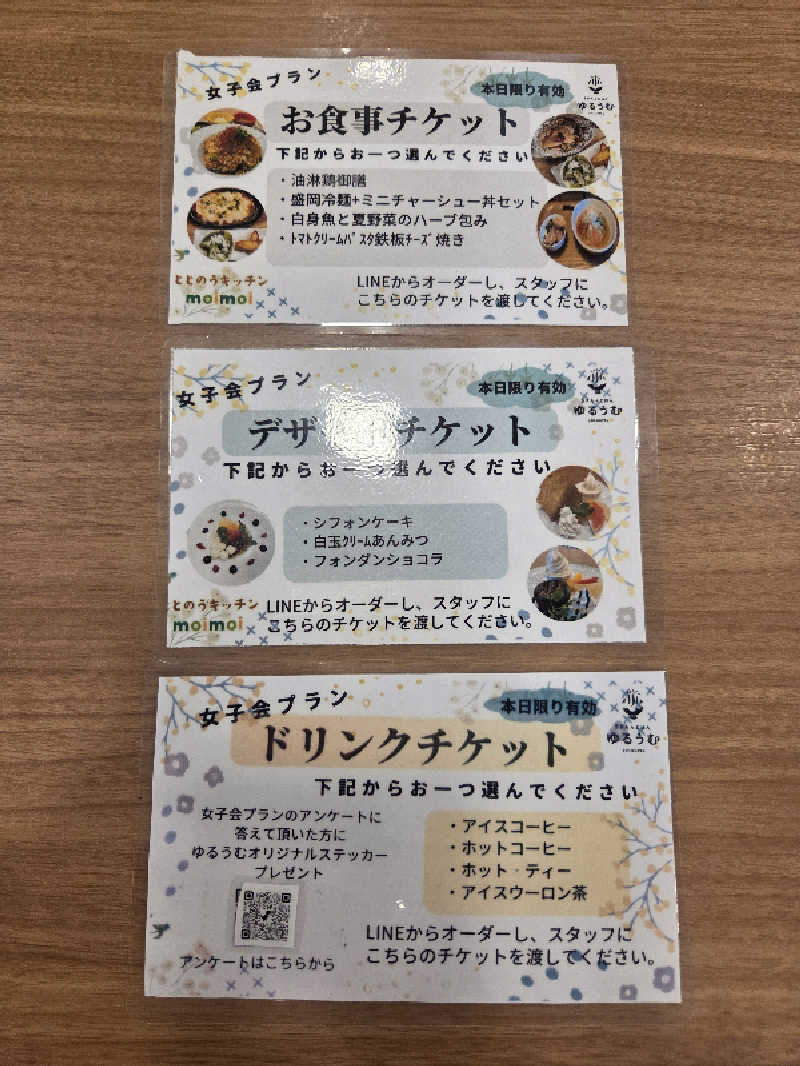 女子会プラン
本日限り有効
ゆるうむ
お食事チケット
下記からお一つ選んでください
・油淋鶏御膳
・盛岡冷麺+ミニチャーシュー丼セット
・白身魚と夏野菜のハーブ包み
・ﾄﾏﾄｸﾘｰﾑﾊﾟｽﾀ鉄板ﾁｰｽﾞ焼き
ととのうキッチン
moimoi
LINEからオーダーし、スタッフに
こちらのチケットを渡してください。
女子会プラン
本日限り有効
ゆるうむ
デザ チケット
下記からお一つ選んでください
・シフォンケーキ
・白玉ｸﾘｰﾑあんみつ
・フォンダンショコラ
とのうキッチン
moimoi
LINEからオーダーし、スタッフに
こちらのチケットを渡してください。
女子会プラン
本日限り有効
ゆるうむ
ドリンクチケット
下記からお一つ選んでください
女子会プランのアンケートに
答えて頂いた方に
ゆるうむオリジナルステッカー
プレゼント
・アイスコーヒー
・ホットコーヒー
・ホット・ティー
・アイスウーロン茶
アンケートはこちらから
LINEからオーダーし、スタッフに
こちらのチケットを渡してください。